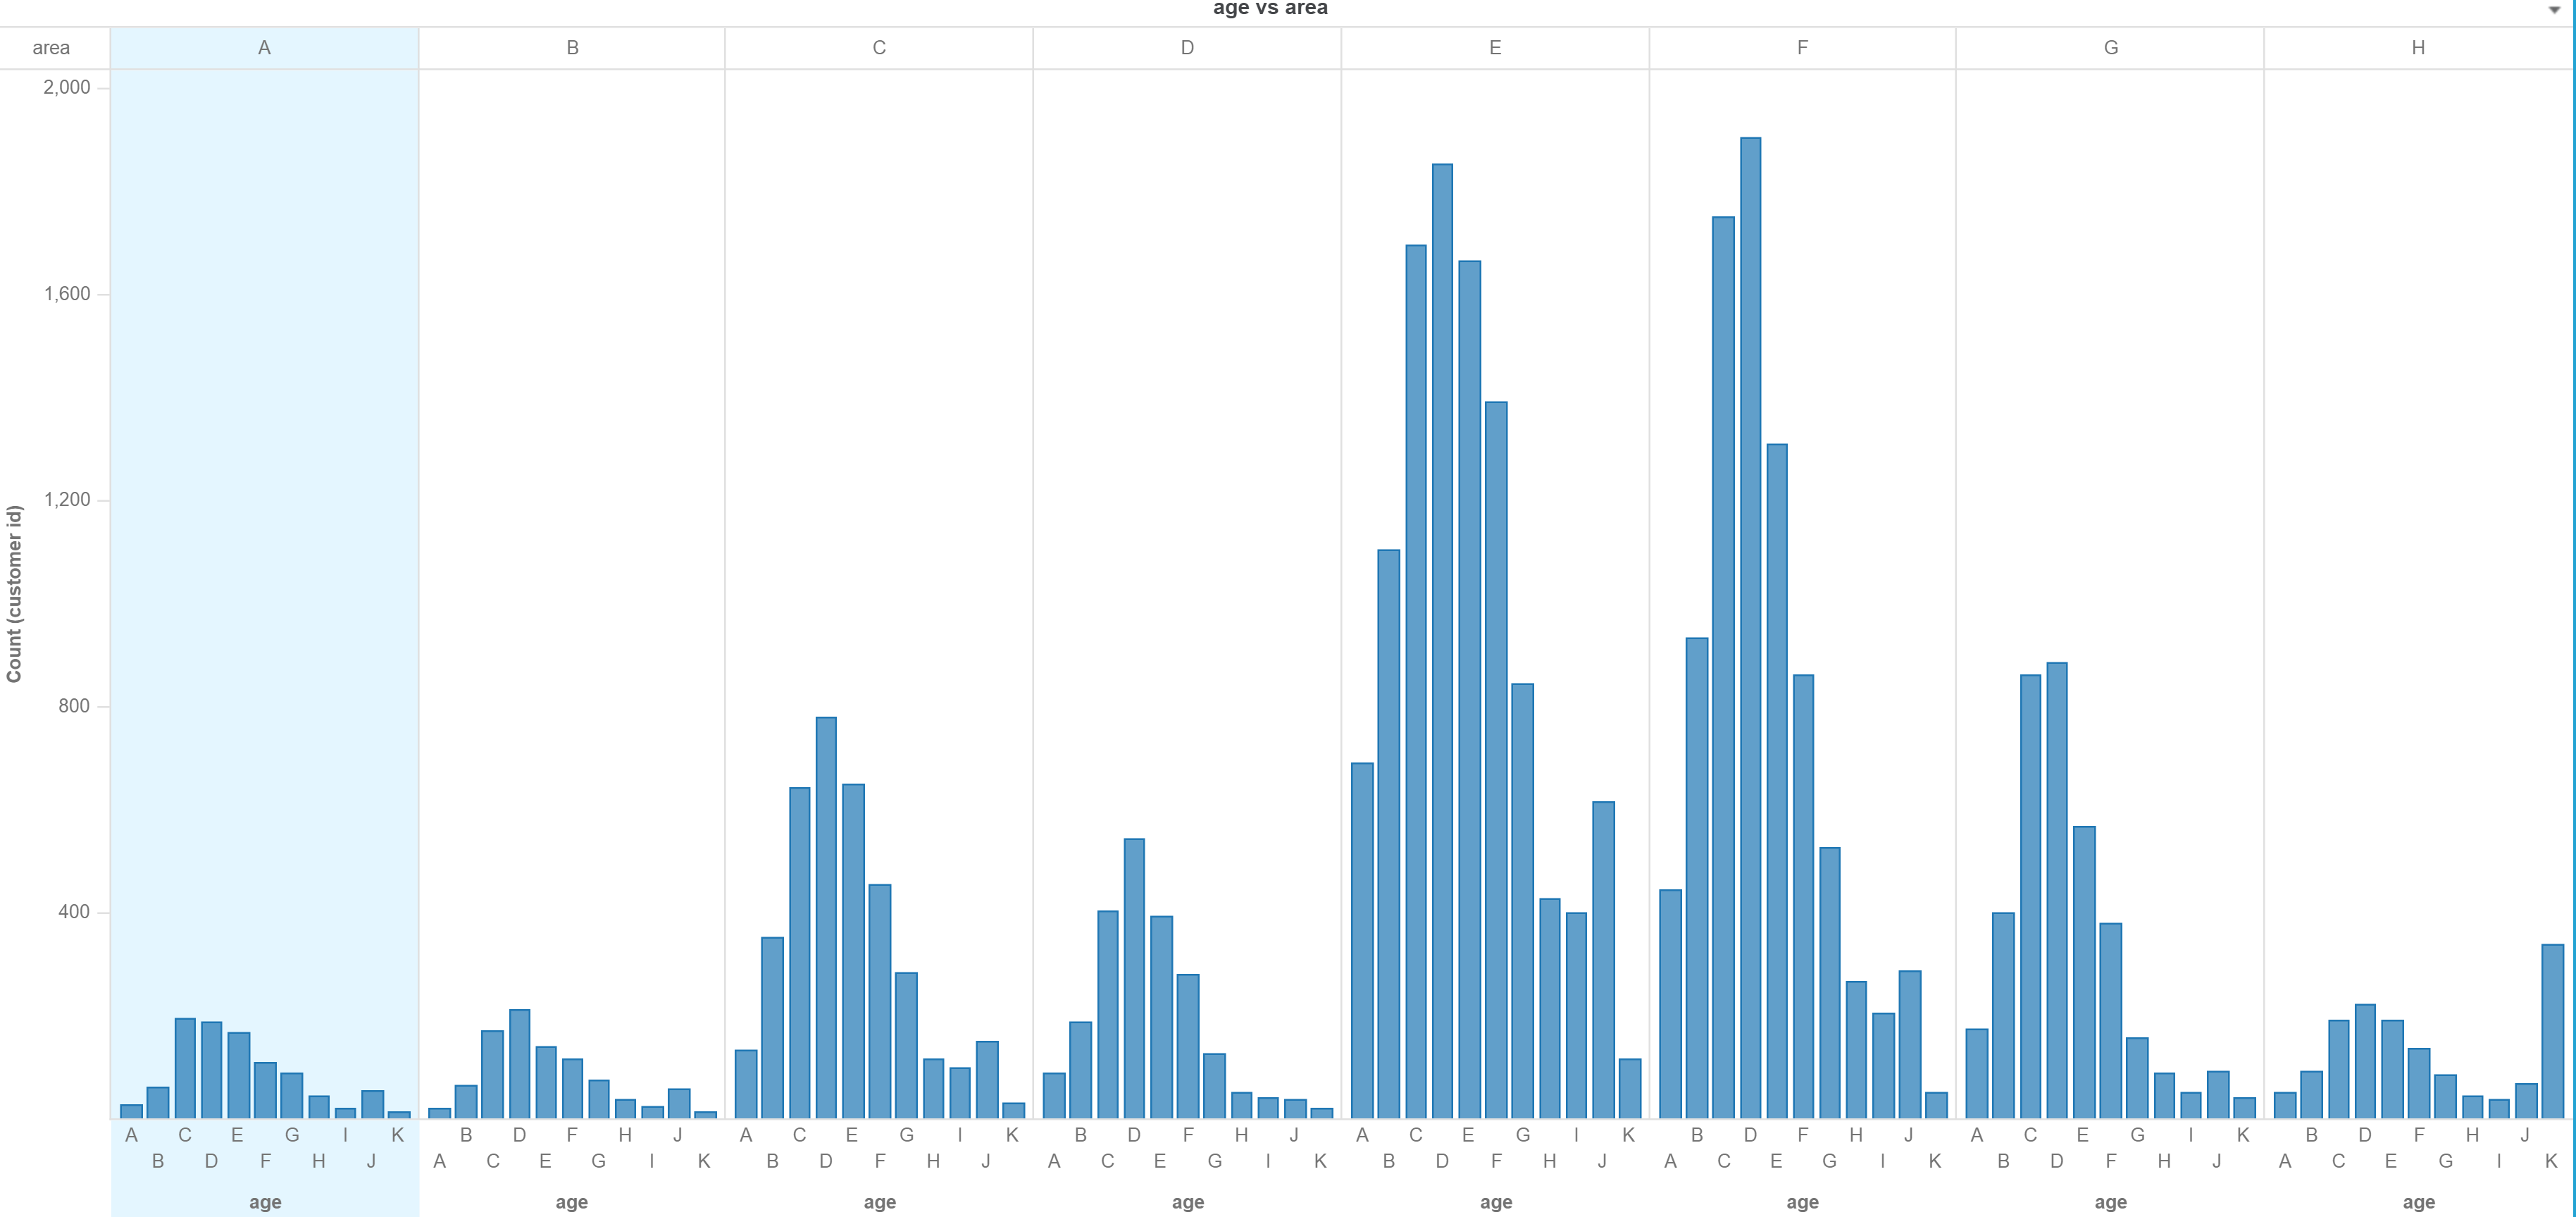 age vs area
area A B C D E F G H
2,000
1,600
1,200
800
400
Count (customer id)
A C E G I K B D F H J A C E G I K B D F H J A C E G I K B D F H J A C E G I K B D F H J
B D F H J A C E G I K B D F H J A C E G I K B D F H J A C E G I K B D F H J A C E G I K
age age age age age age age age